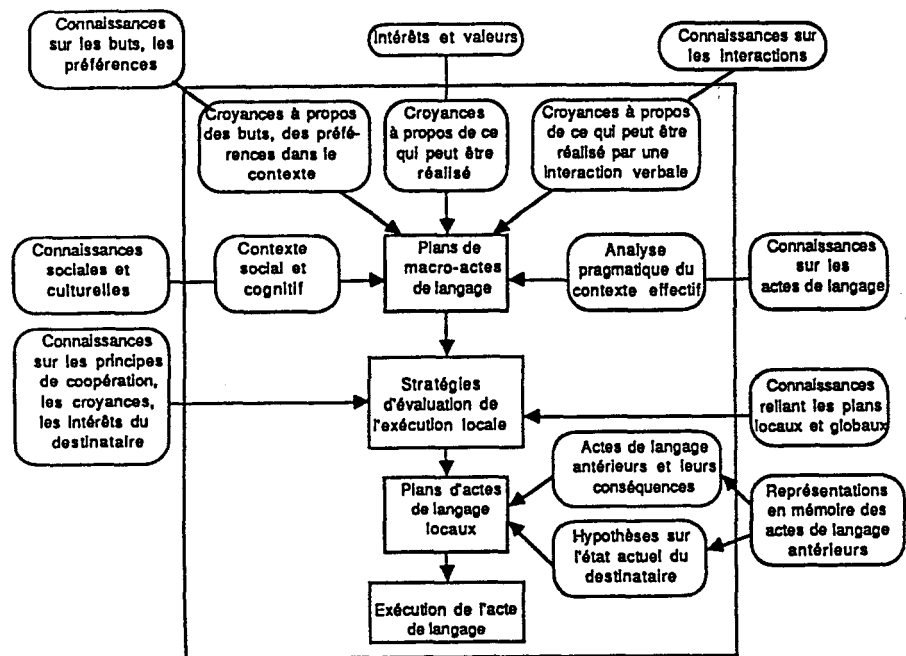 Connaissances
sur les buts, les
préférences
Intérêts et valeurs
Connaissances sur
les interactions
Croyances à propos
des buts, des préfé-
rences dans le
contexte
Croyances
à propos de ce
qui peut être
réalisé
Croyances à propos
de ce qui peut être
réalisé par une
interaction verbale
Connaissances
sociales et
culturelles
Contexte
social et
cognitif
Plans de
macro-actes
de langage
Analyse
pragmatique du
contexte effectif
Connaissances
sur les
actes de langage
Connaissances
sur les principes
de coopération,
les croyances,
les intérêts du
destinataire
Stratégies
d'évaluation de
l'exécution locale
Connaissances
reliant les plans
locaux et globaux
Plans d'actes
de langage
locaux
Actes de langage
antérieurs et leurs
conséquences
Hypothèses sur
l'état actuel du
destinataire
Représentations
en mémoire des
actes de langage
antérieurs
Exécution de l'acte
de langage